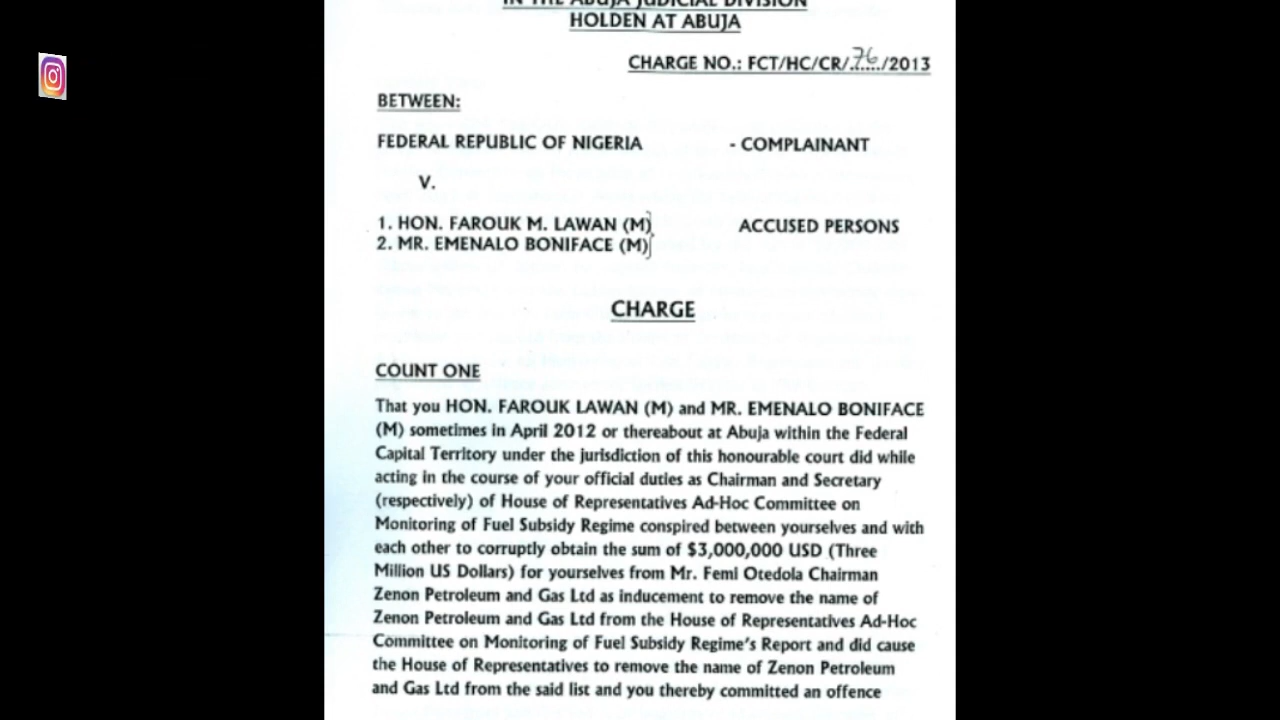 IN THE ABUJA JUDICIAL DIVISION
HOLDEN AT ABUJA
CHARGE NO.: FCT/HC/CR/.76.../2013
BETWEEN:
FEDERAL REPUBLIC OF NIGERIA - COMPLAINANT
V.
1. HON. FAROUK M. LAWAN (M) ACCUSED PERSONS
2. MR. EMENALO BONIFACE (M)
CHARGE
COUNT ONE
That you HON. FAROUK LAWAN (M) and MR. EMENALO BONIFACE
(M) sometimes in April 2012 or thereabout at Abuja within the Federal
Capital Territory under the jurisdiction of this honourable court did while
acting in the course of your official duties as Chairman and Secretary
(respectively) of House of Representatives Ad-Hoc Committee on
Monitoring of Fuel Subsidy Regime conspired between yourselves and with
each other to corruptly obtain the sum of $3,000,000 USD (Three
Million US Dollars) for yourselves from Mr. Femi Otedola Chairman
Zenon Petroleum and Gas Ltd as inducement to remove the name of
Zenon Petroleum and Gas Ltd from the House of Representatives Ad-Hoc
Committee on Monitoring of Fuel Subsidy Regime's Report and did cause
the House of Representatives to remove the name of Zenon Petroleum
and Gas Ltd from the said list and you thereby committed an offence